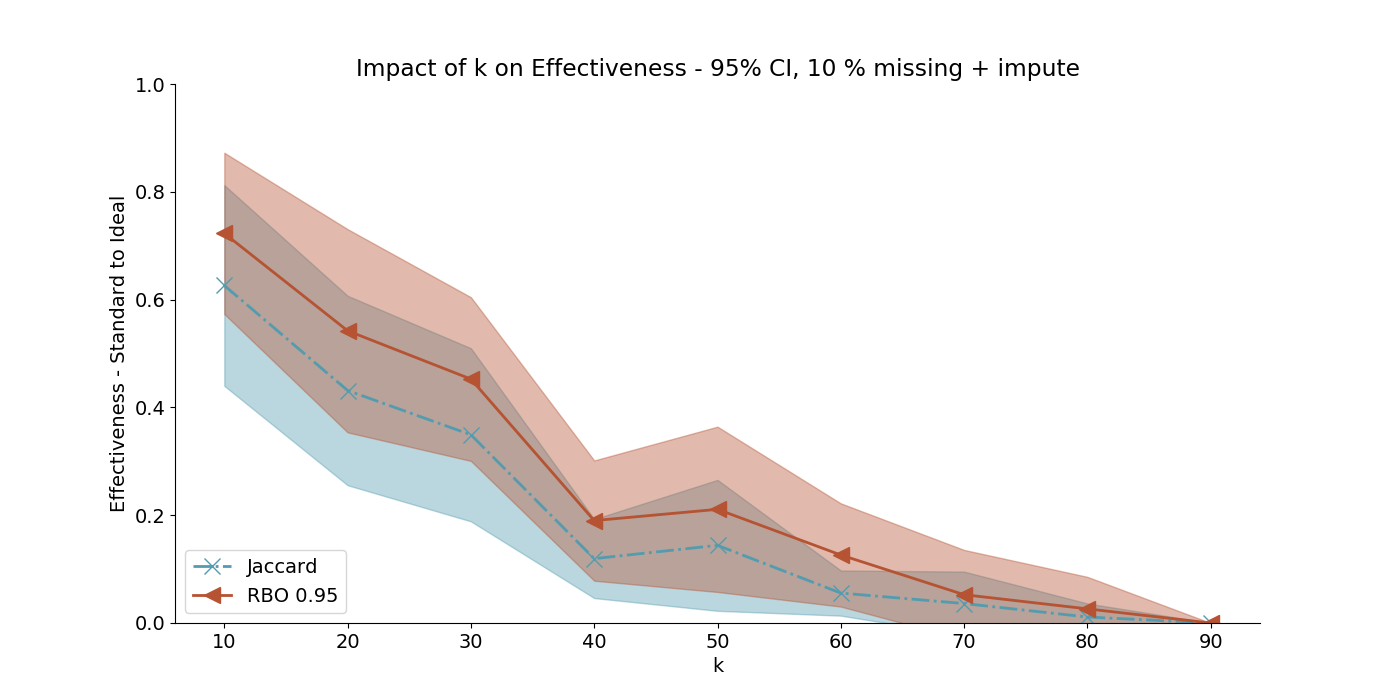 Impact of k on Effectiveness - 95% CI, 10 % missing + impute
Effectiveness - Standard to Ideal
1.0
0.8
0.6
0.4
0.2
0.0
Jaccard
RBO 0.95
10 20 30 40 50 60 70 80 90
k